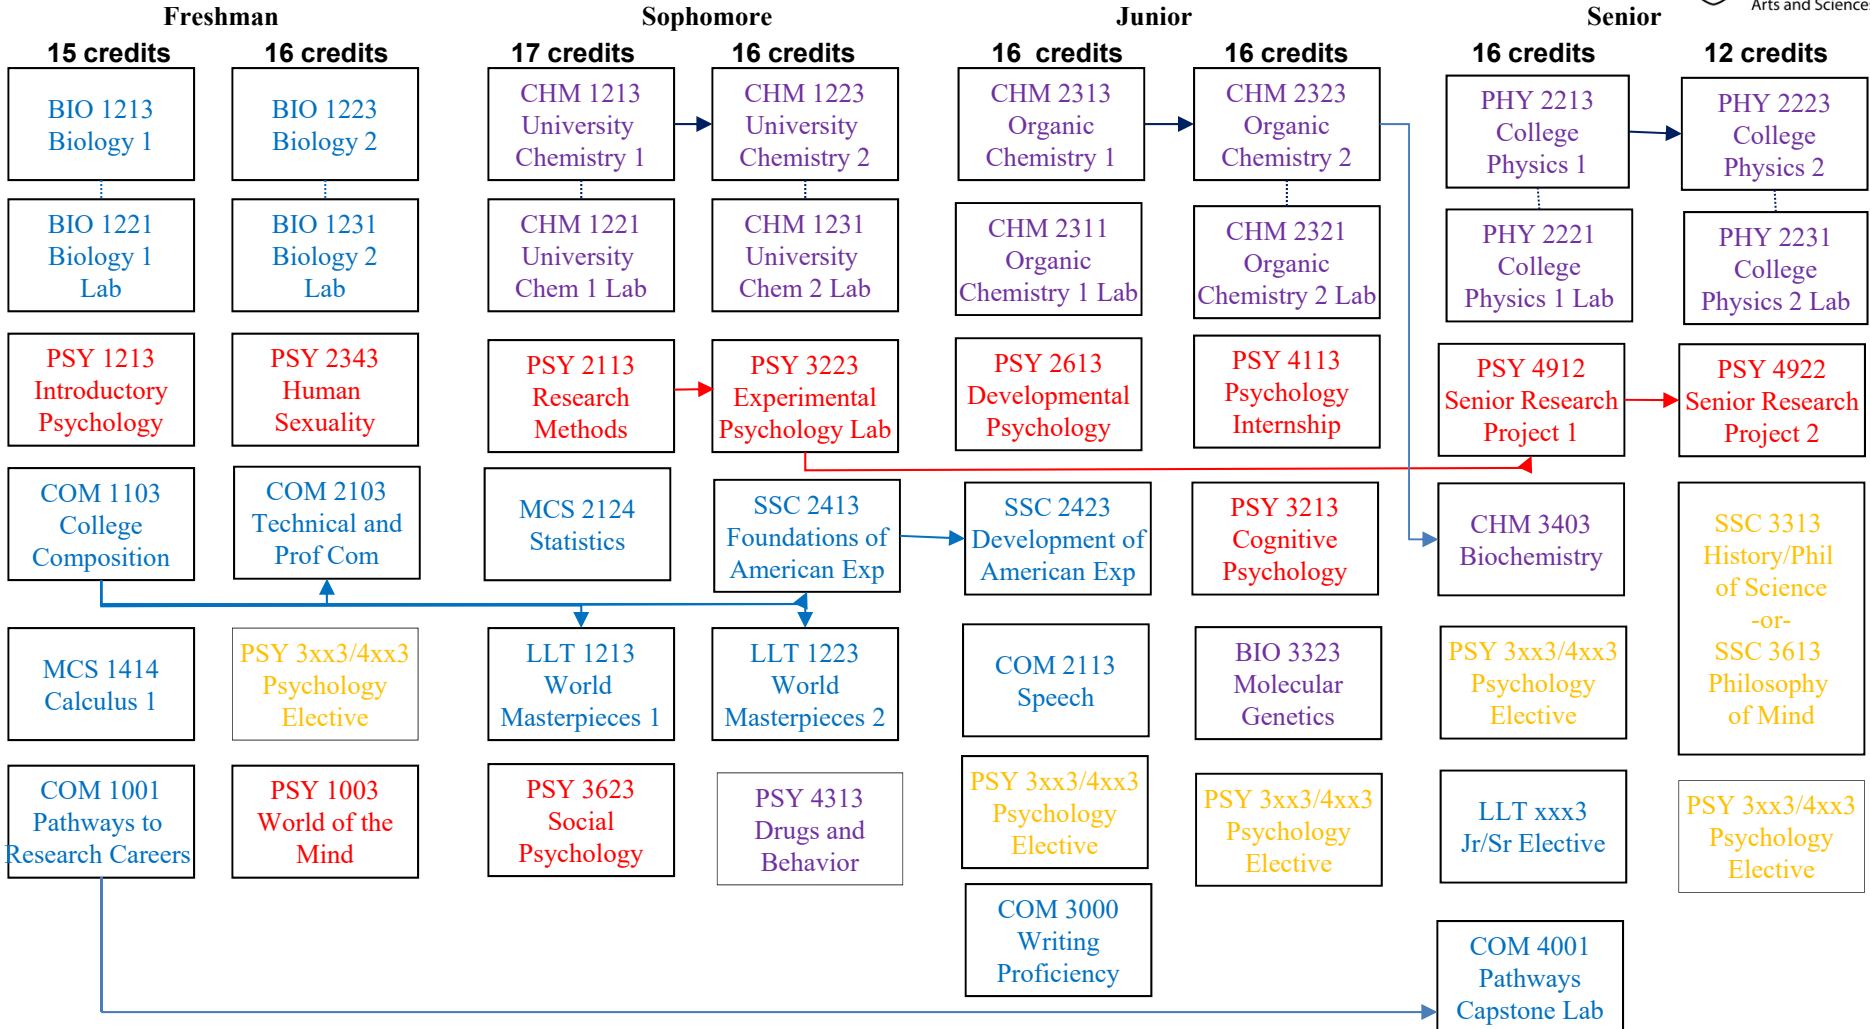 Arts and Sciences
Freshman
Sophomore
Junior
Senior
15 credits
16 credits
17 credits
16 credits
16 credits
16 credits
16 credits
12 credits
BIO 1213
Biology 1
BIO 1223
Biology 2
CHM 1213
University
Chemistry 1
CHM 1223
University
Chemistry 2
CHM 2313
Organic
Chemistry 1
CHM 2323
Organic
Chemistry 2
PHY 2213
College
Physics 1
PHY 2223
College
Physics 2
BIO 1221
Biology 1
Lab
BIO 1231
Biology 2
Lab
CHM 1221
University
Chem 1 Lab
CHM 1231
University
Chem 2 Lab
CHM 2311
Organic
Chemistry 1 Lab
CHM 2321
Organic
Chemistry 2 Lab
PHY 2221
College
Physics 1 Lab
PHY 2231
College
Physics 2 Lab
PSY 1213
Introductory
Psychology
PSY 2343
Human
Sexuality
PSY 2113
Research
Methods
PSY 3223
Experimental
Psychology Lab
PSY 2613
Developmental
Psychology
PSY 4113
Psychology
Internship
PSY 4912
Senior Research
Project 1
PSY 4922
Senior Research
Project 2
COM 1103
College
Composition
COM 2103
Technical and
Prof Com
MCS 2124
Statistics
SSC 2413
Foundations of
American Exp
SSC 2423
Development of
American Exp
PSY 3213
Cognitive
Psychology
CHM 3403
Biochemistry
SSC 3313
History/Phil
of Science
-or-
SSC 3613
Philosophy
of Mind
MCS 1414
Calculus 1
PSY 3xx3/4xx3
Psychology
Elective
LLT 1213
World
Masterpieces 1
LLT 1223
World
Masterpieces 2
COM 2113
Speech
BIO 3323
Molecular
Genetics
PSY 3xx3/4xx3
Psychology
Elective
COM 1001
Pathways to
Research Careers
PSY 1003
World of the
Mind
PSY 3623
Social
Psychology
PSY 4313
Drugs and
Behavior
PSY 3xx3/4xx3
Psychology
Elective
PSY 3xx3/4xx3
Psychology
Elective
LLT xxx3
Jr/Sr Elective
PSY 3xx3/4xx3
Psychology
Elective
COM 3000
Writing
Proficiency
COM 4001
Pathways
Capstone Lab